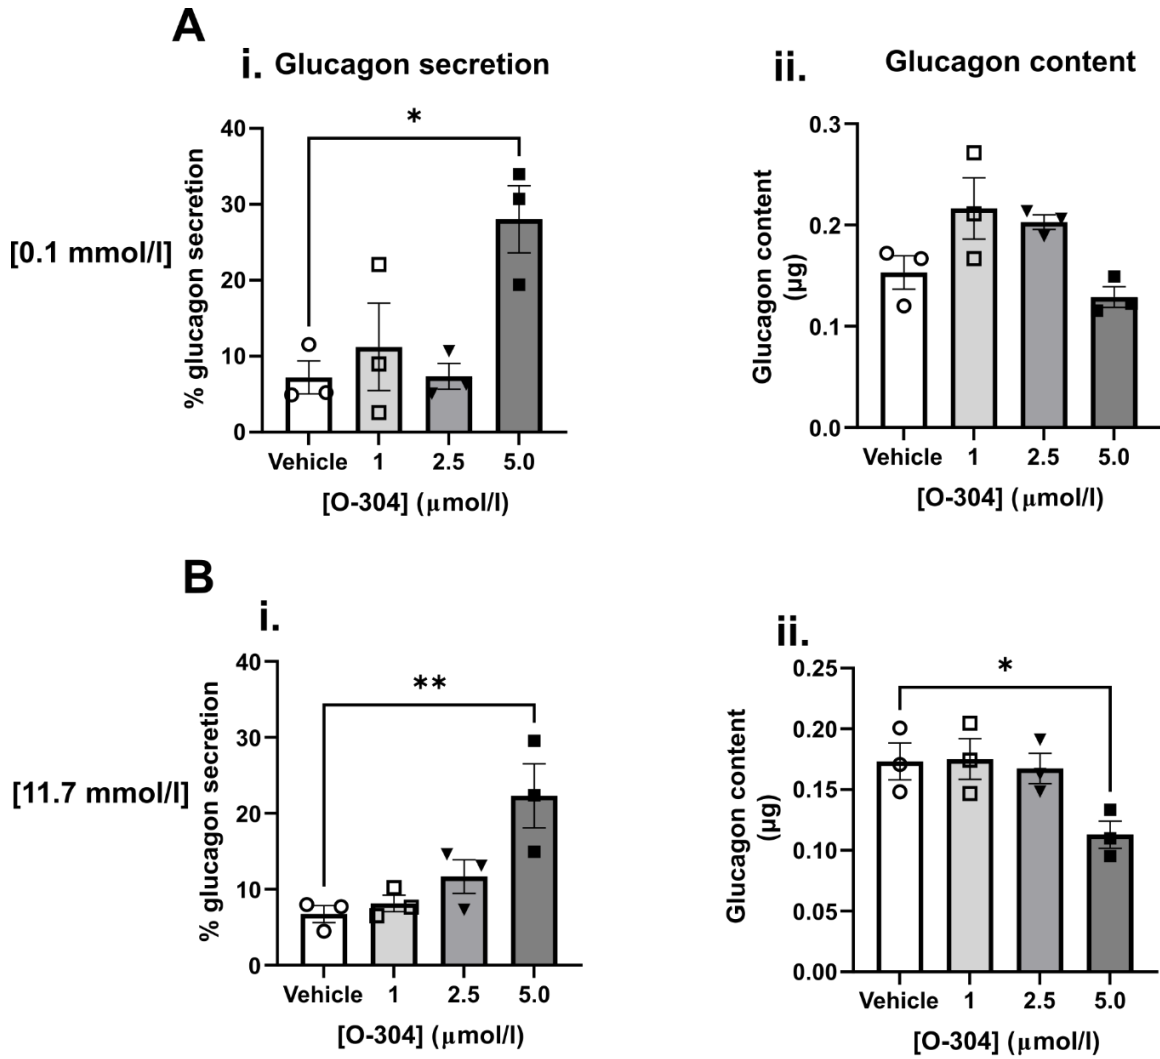 A
i. Glucagon secretion
ii. Glucagon content
[0.1 mmol/l]
% glucagon secretion
40
30
20
10
0
*
Vehicle 1 2.5 5.0
[O-304] (μmol/l)
Glucagon content
(μg)
0.3
0.2
0.1
0.0
Vehicle 1 2.5 5.0
[O-304] (μmol/l)
B
i.
ii.
[11.7 mmol/l]
% glucagon secretion
40
30
20
10
0
**
Vehicle 1 2.5 5.0
[O-304] (μmol/l)
Glucagon content
(μg)
0.25
0.20
0.15
0.10
0.05
0.00
*
Vehicle 1 2.5 5.0
[O-304] (μmol/l)